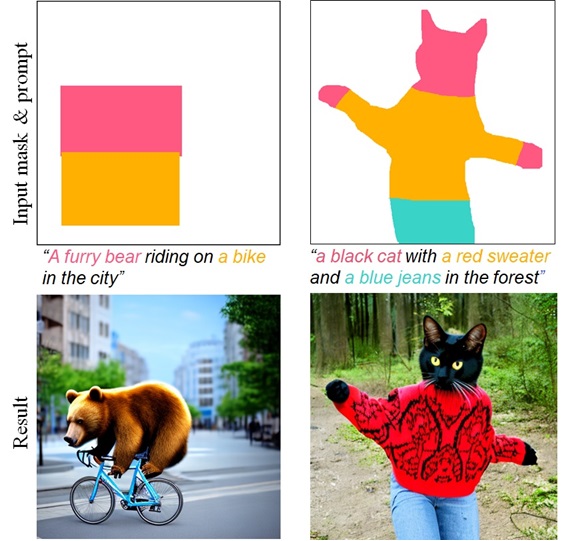 Input mask & prompt
“A furry bear riding on a bike
in the city”
“a black cat with a red sweater
and a blue jeans in the forest”
Result